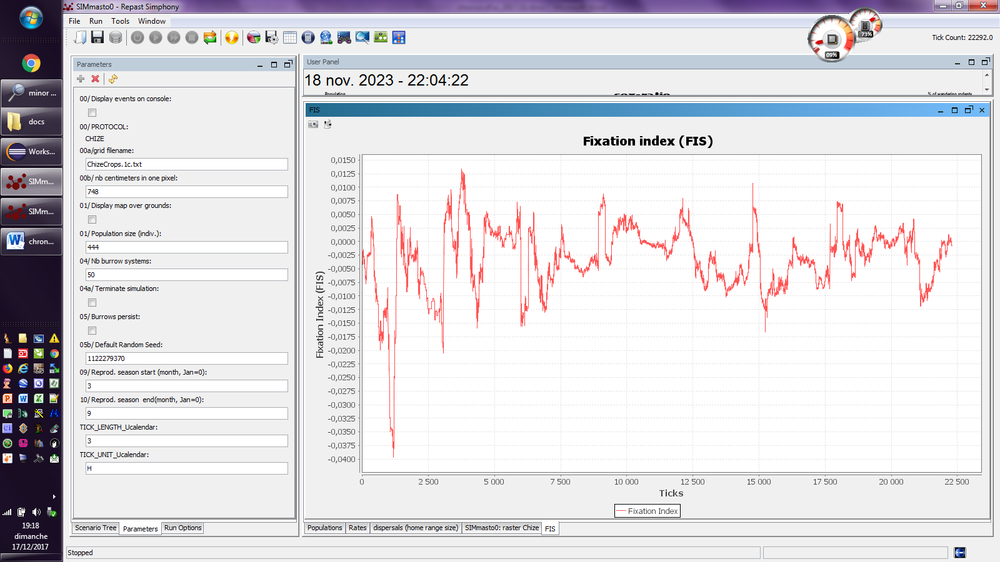 SIMmasto0 - Repast Simphony
File Run Tools Window
Tick Count: 22292.0
73%
09%
minor ...
docs
Works...
SIMm...
SIMm...
chron...
19:18
dimanche
17/12/2017
Parameters
00/ Display events on console:
00/ PROTOCOL:
CHIZE
00a/grid filename:
ChizeCrops.1c.txt
00b/ nb centimeters in one pixel:
748
01/ Display map over grounds:
01/ Population size (indiv.):
444
04/ Nb burrow systems:
50
04a/ Terminate simulation:
05/ Burrows persist:
05b/ Default Random Seed:
1122279370
09/ Reprod. season start (month, Jan=0):
3
10/ Reprod. season end(month, Jan=0):
9
TICK_LENGTH_Ucalendar:
3
TICK_UNIT_Ucalendar:
H
Scenario Tree Parameters Run Options
User Panel
18 nov. 2023 - 22:04:22
Population sex-ratio % of wandering rodents
FIS
Fixation index (FIS)
0,0150
0,0125
0,0100
0,0075
0,0050
0,0025
0,0000
-0,0025
-0,0050
-0,0075
-0,0100
-0,0125
-0,0150
-0,0175
-0,0200
-0,0225
-0,0250
-0,0275
-0,0300
-0,0325
-0,0350
-0,0375
-0,0400
Fixation Index (FIS)
0 2 500 5 000 7 500 10 000 12 500 15 000 17 500 20 000 22 500
Ticks
Fixation Index
Populations Rates dispersals (home range size) SIMmasto0: raster Chize FIS
Stopped